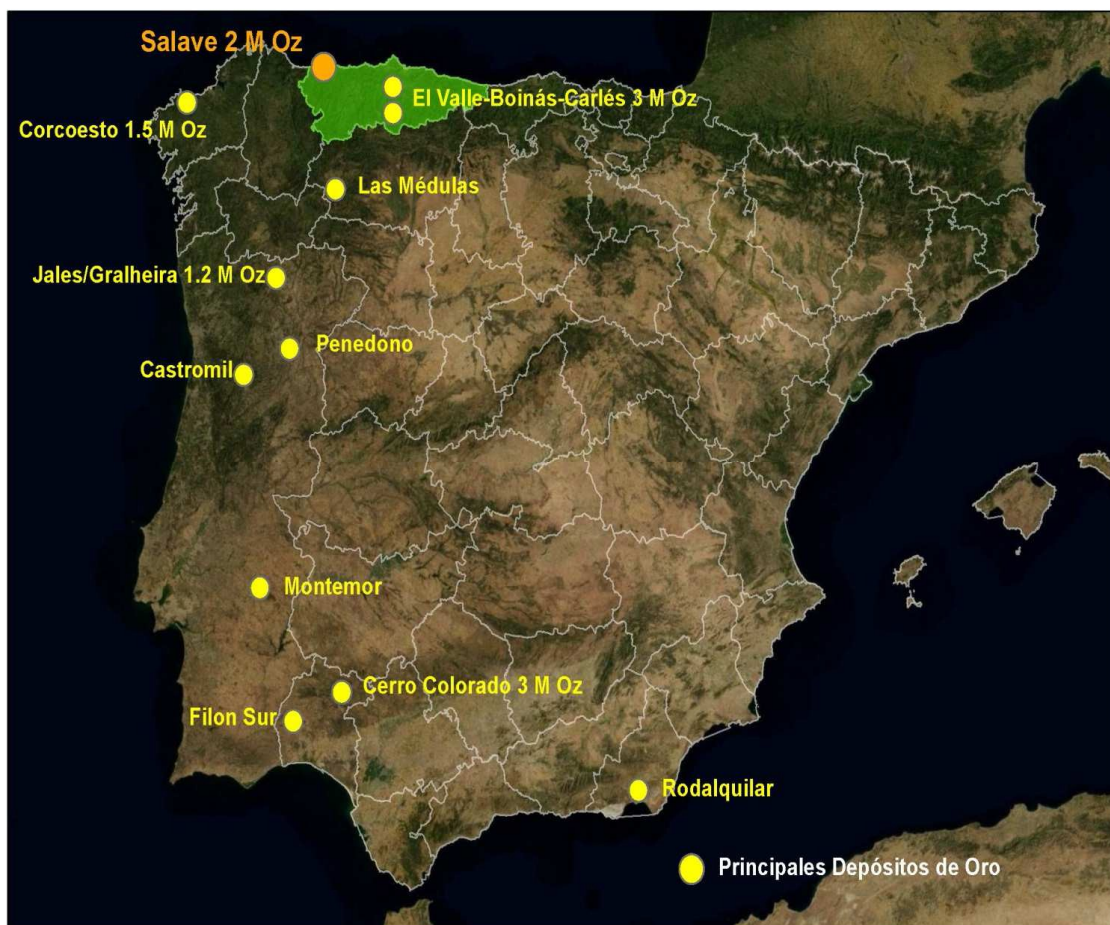 Salave 2 M Oz
El Valle-Boinás-Carlés 3 M Oz
Corcoesto 1.5 M Oz
Las Médulas
Jales/Gralheira 1.2 M Oz
Penedono
Castromil
Montemor
Cerro Colorado 3 M Oz
Filon Sur
Rodalquilar
Principales Depósitos de Oro